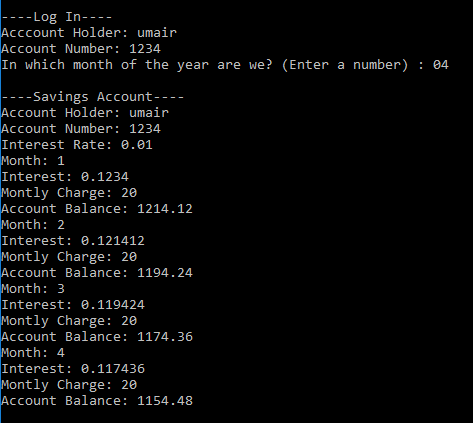 ----Log In----
Acccount Holder: umair
Account Number: 1234
In which month of the year are we? (Enter a number) : 04
----Savings Account----
Account Holder: umair
Account Number: 1234
Interest Rate: 0.01
Month: 1
Interest: 0.1234
Montly Charge: 20
Account Balance: 1214.12
Month: 2
Interest: 0.121412
Montly Charge: 20
Account Balance: 1194.24
Month: 3
Interest: 0.119424
Montly Charge: 20
Account Balance: 1174.36
Month: 4
Interest: 0.117436
Montly Charge: 20
Account Balance: 1154.48